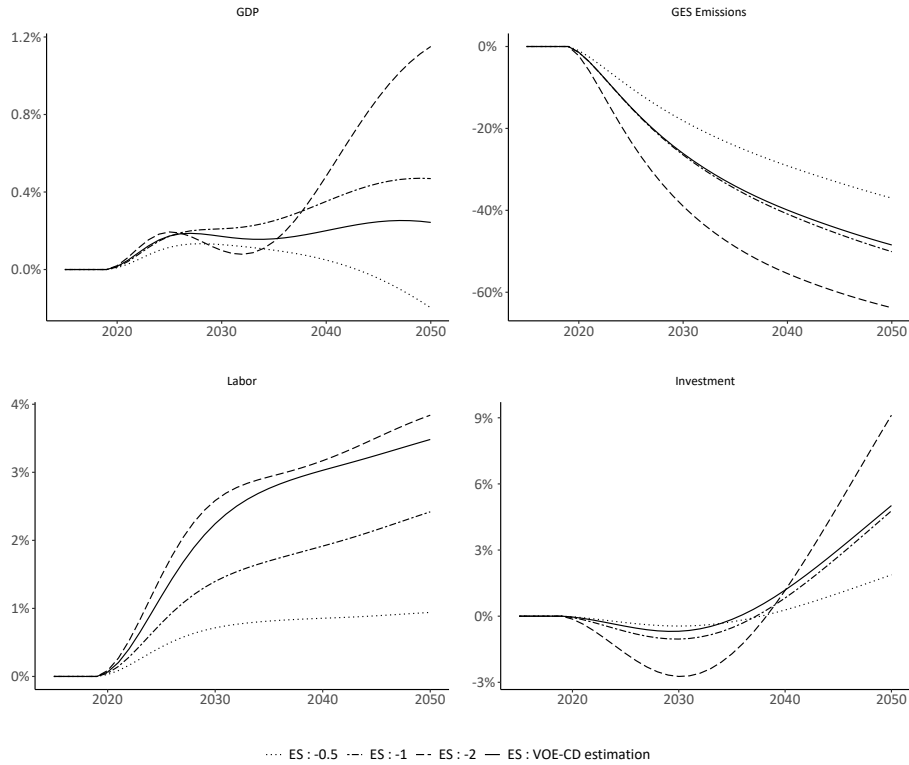 GDP
1.2%
0.8%
0.4%
0.0%
2020 2030 2040 2050
GES Emissions
0%
-20%
-40%
-60%
2020 2030 2040 2050
Labor
4%
3%
2%
1%
0%
2020 2030 2040 2050
Investment
9%
6%
3%
0%
-3%
2020 2030 2040 2050
ES : -0.5 ES : -1 ES : -2 ES : VOE-CD estimation